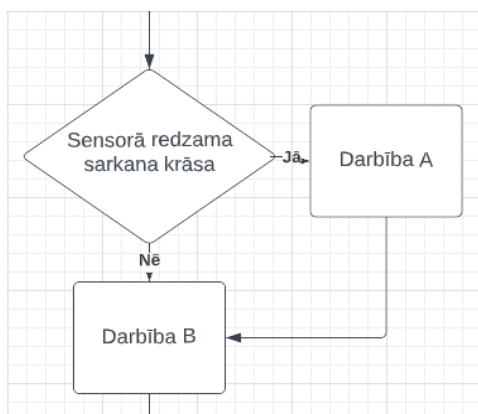 Sensorā redzama
sarkana krāsa
Jā
Darbība A
Nē
Darbība B